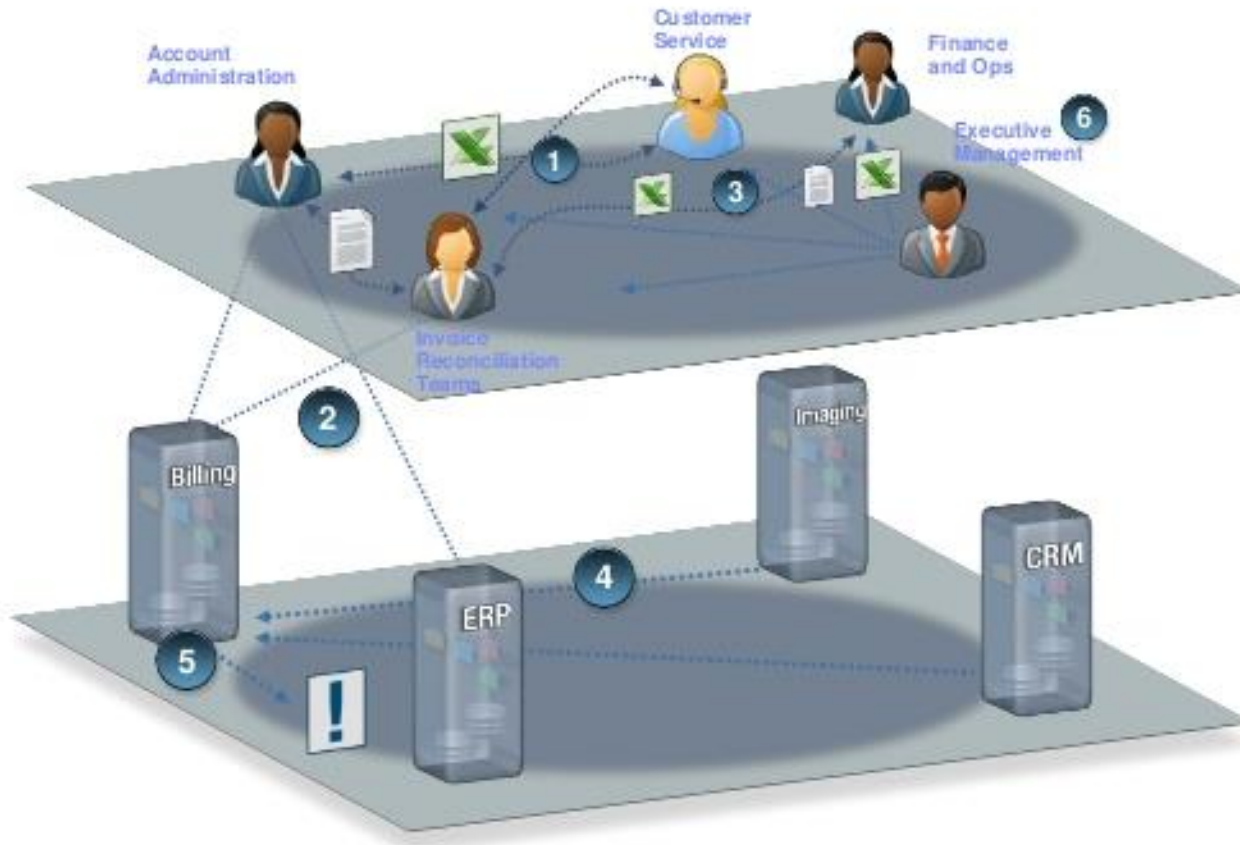 Customer
Service
Account
Administration
Finance
and Ops
6
Executive
Management
1
3
Invoice
Reconciliation
Teams
2
Imaging
Billing
4
CRM
ERP
5
!